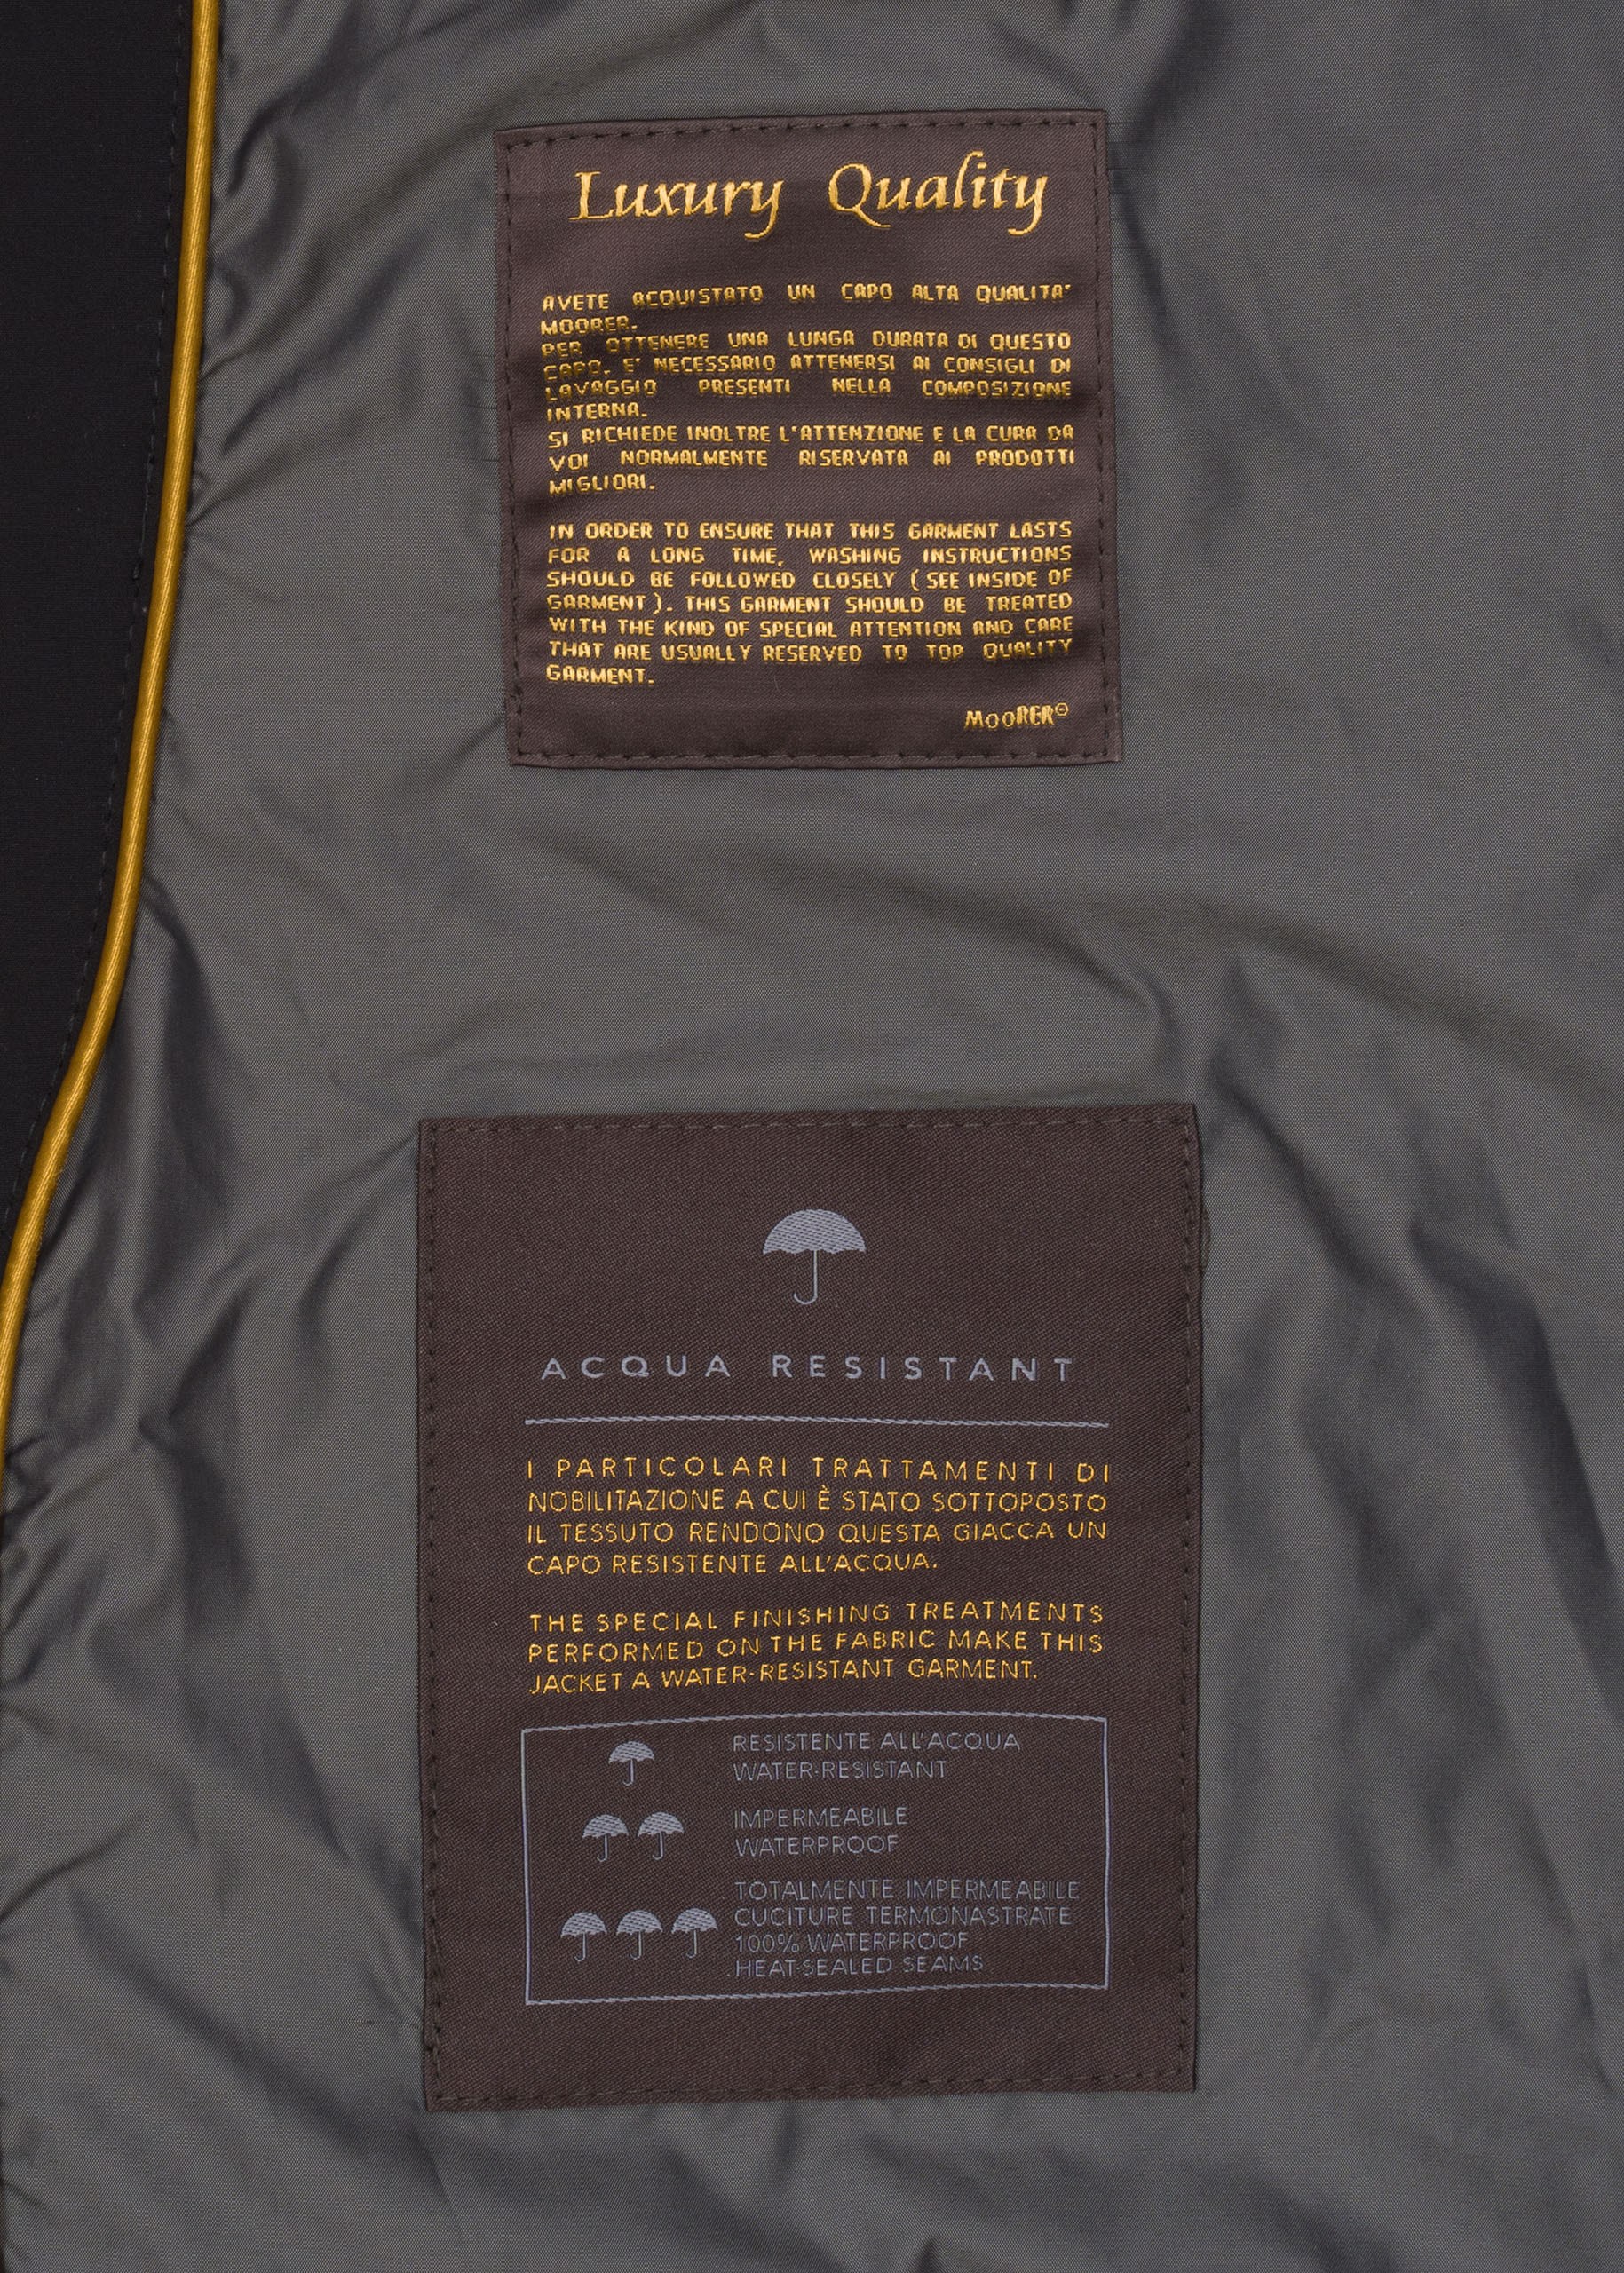 Luxury Quality
AVETE ACQUISTATO UN CAPO ALTA QUALITA'
MOORER.
PER OTTENERE UNA LUNGA DURATA DI QUESTO
CAPO, E' NECESSARIO ATTENERSI AI CONSIGLI DI
LAVAGGIO PRESENTI NELLA COMPOSIZIONE
INTERNA.
SI RICHIEDE INOLTRE L'ATTENZIONE E LA CURA DA
VOI NORMALMENTE RISERVATA AI PRODOTTI
MIGLIORI.
IN ORDER TO ENSURE THAT THIS GARMENT LASTS
FOR A LONG TIME, WASHING INSTRUCTIONS
SHOULD BE FOLLOWED CLOSELY (SEE INSIDE OF
GARMENT). THIS GARMENT SHOULD BE TREATED
WITH THE KIND OF SPECIAL ATTENTION AND CARE
THAT ARE USUALLY RESERVED TO TOP QUALITY
GARMENT.
MOORER®
ACQUA RESISTANT
I PARTICOLARI TRATTAMENTI DI
NOBILITAZIONE A CUI È STATO SOTTOPOSTO
IL TESSUTO RENDONO QUESTA GIACCA UN
CAPO RESISTENTE ALL'ACQUA.
THE SPECIAL FINISHING TREATMENTS
PERFORMED ON THE FABRIC MAKE THIS
JACKET A WATER-RESISTANT GARMENT.
RESISTENTE ALL'ACQUA
WATER-RESISTANT
IMPERMEABILE
WATERPROOF
TOTALMENTE IMPERMEABILE
CUCITURE TERMONASTRATE
100% WATERPROOF
HEAT-SEALED SEAMS